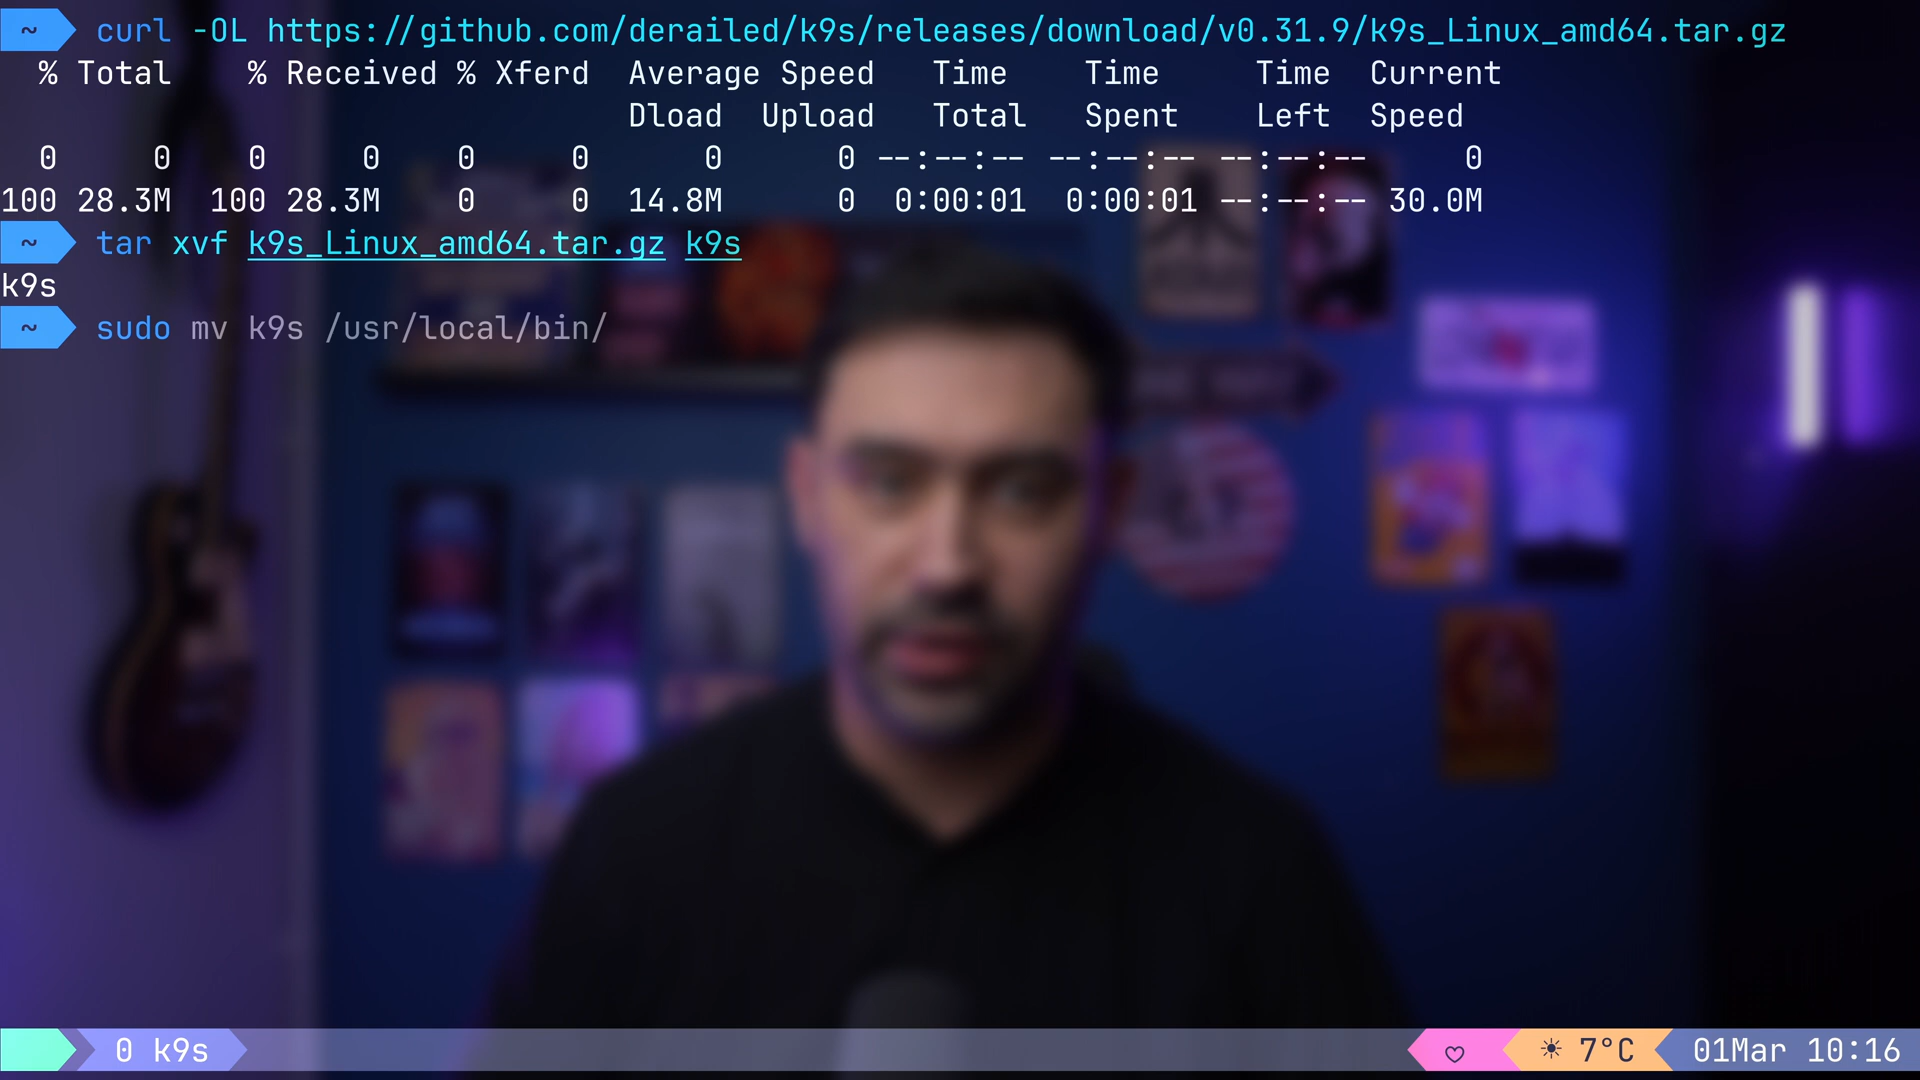 ~ curl -OL https://github.com/derailed/k9s/releases/download/v0.31.9/k9s_Linux_amd64.tar.gz
% Total % Received % Xferd Average Speed Time Time Time Current
Dload Upload Total Spent Left Speed
0 0 0 0 0 0 0 0 --:--:-- --:--:-- --:--:-- 0
100 28.3M 100 28.3M 0 0 14.8M 0 0:00:01 0:00:01 --:--:-- 30.0M
~ tar xvf k9s_Linux_amd64.tar.gz k9s
k9s
~ sudo mv k9s /usr/local/bin/
0 k9s ♡ ☀ 7°C 01Mar 10:16